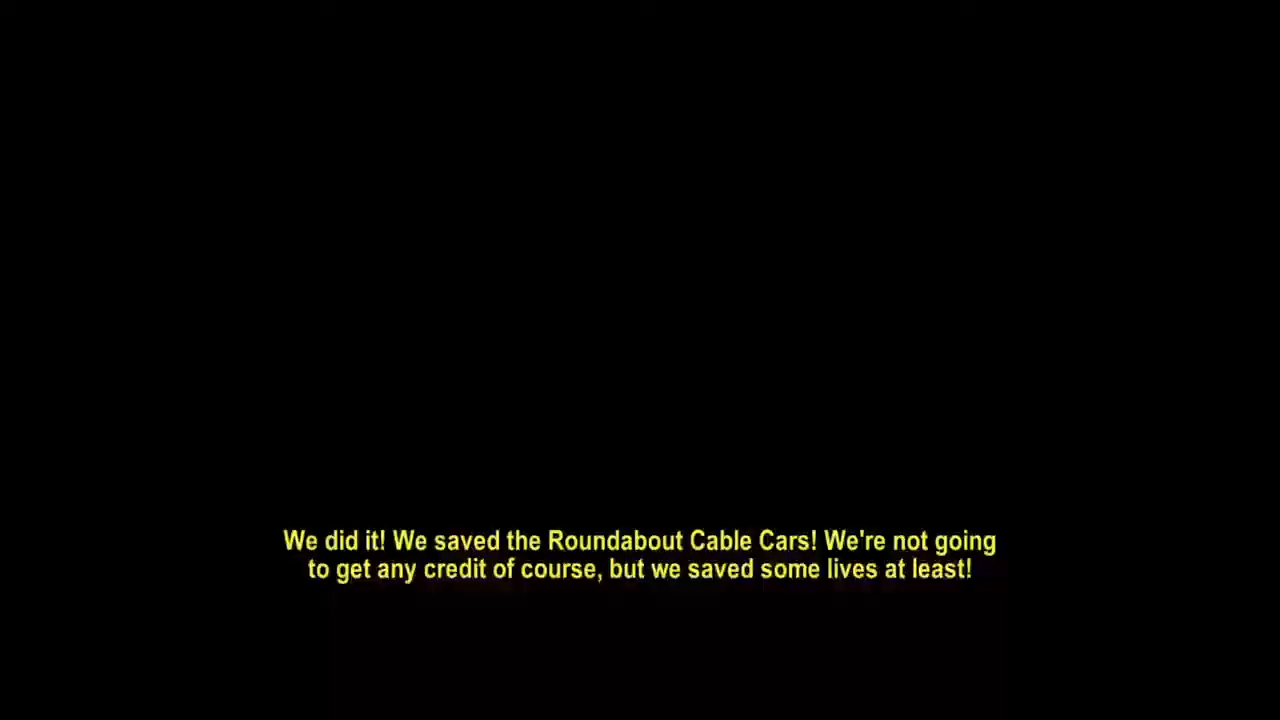 We did it! We saved the Roundabout Cable Cars! We're not going
to get any credit of course, but we saved some lives at least!